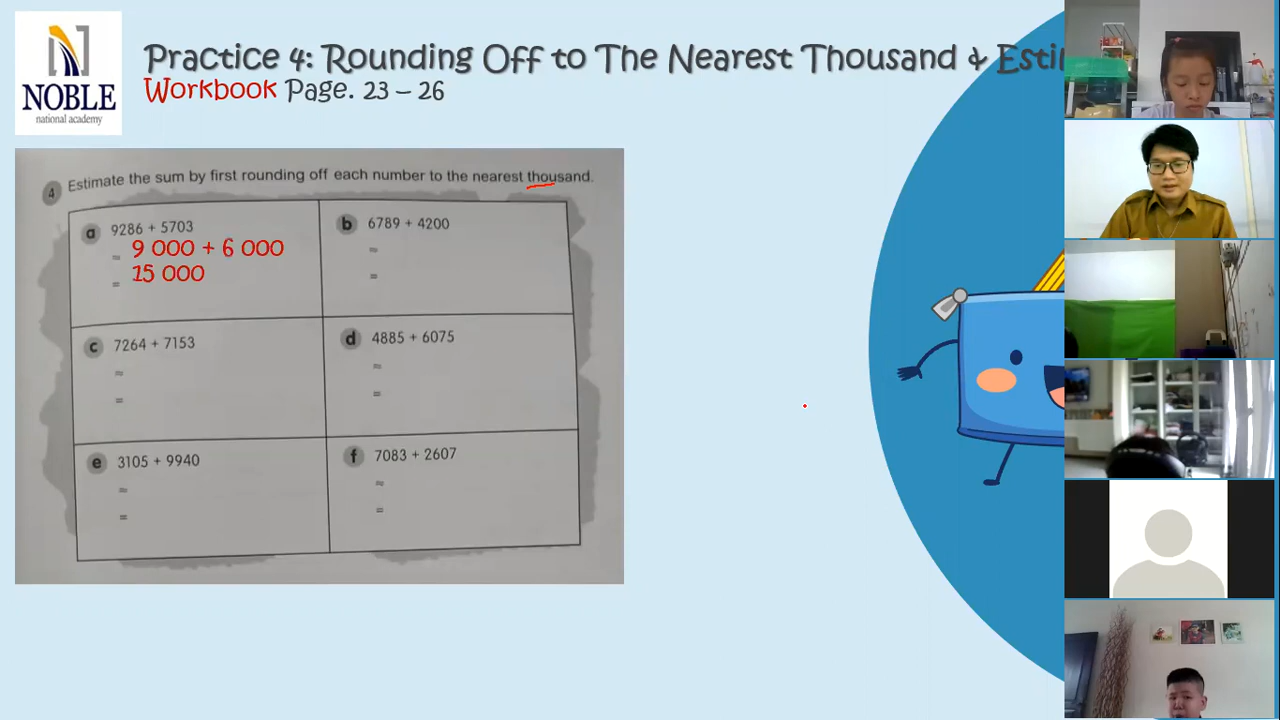 NOBLE
national academy
Practice 4: Rounding Off to The Nearest Thousand & Esti
Workbook Page. 23 – 26
4 Estimate the sum by first rounding off each number to the nearest thousand.
a 9286 + 5703
≈ 9 000 + 6 000
= 15 000
b 6789 + 4200
≈
=
c 7264 + 7153
≈
=
d 4885 + 6075
≈
=
e 3105 + 9940
≈
=
f 7083 + 2607
≈
=